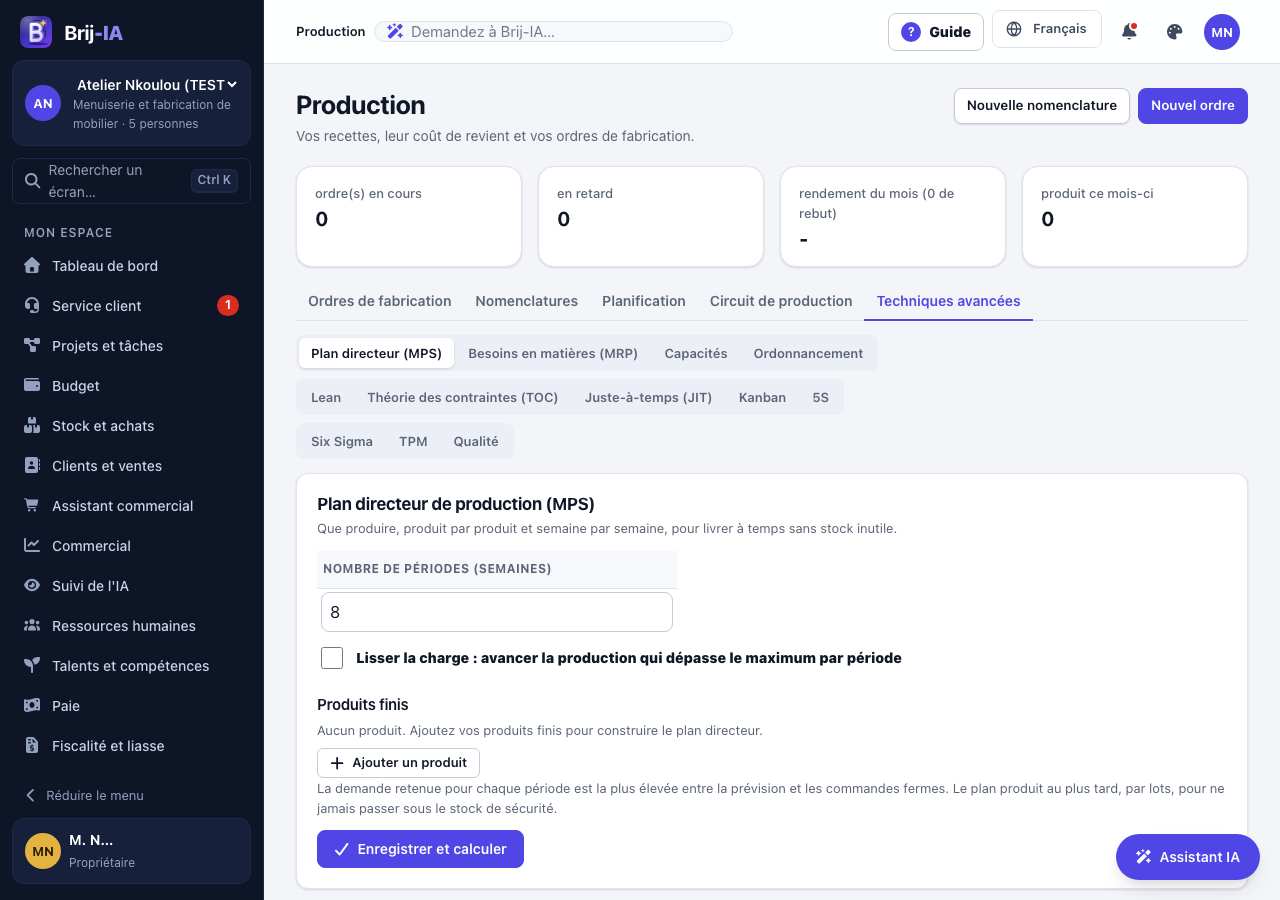 Brij-IA
AN
Atelier Nkoulou (TEST
Menuiserie et fabrication de
mobilier · 5 personnes
Rechercher un
écran...
Ctrl K
MON ESPACE
Tableau de bord
Service client
1
Projets et tâches
Budget
Stock et achats
Clients et ventes
Assistant commercial
Commercial
Suivi de l'IA
Ressources humaines
Talents et compétences
Paie
Fiscalité et liasse
Réduire le menu
MN
M. N...
Propriétaire
Production
Demandez à Brij-IA...
? Guide
Français
MN
Production
Vos recettes, leur coût de revient et vos ordres de fabrication.
Nouvelle nomenclature
Nouvel ordre
ordre(s) en cours
0
en retard
0
rendement du mois (0 de
rebut)
-
produit ce mois-ci
0
Ordres de fabrication
Nomenclatures
Planification
Circuit de production
Techniques avancées
Plan directeur (MPS)
Besoins en matières (MRP)
Capacités
Ordonnancement
Lean
Théorie des contraintes (TOC)
Juste-à-temps (JIT)
Kanban
5S
Six Sigma
TPM
Qualité
Plan directeur de production (MPS)
Que produire, produit par produit et semaine par semaine, pour livrer à temps sans stock inutile.
NOMBRE DE PÉRIODES (SEMAINES)
8
Lisser la charge : avancer la production qui dépasse le maximum par période
Produits finis
Aucun produit. Ajoutez vos produits finis pour construire le plan directeur.
Ajouter un produit
La demande retenue pour chaque période est la plus élevée entre la prévision et les commandes fermes. Le plan produit au plus tard, par lots, pour ne
jamais passer sous le stock de sécurité.
Enregistrer et calculer
Assistant IA